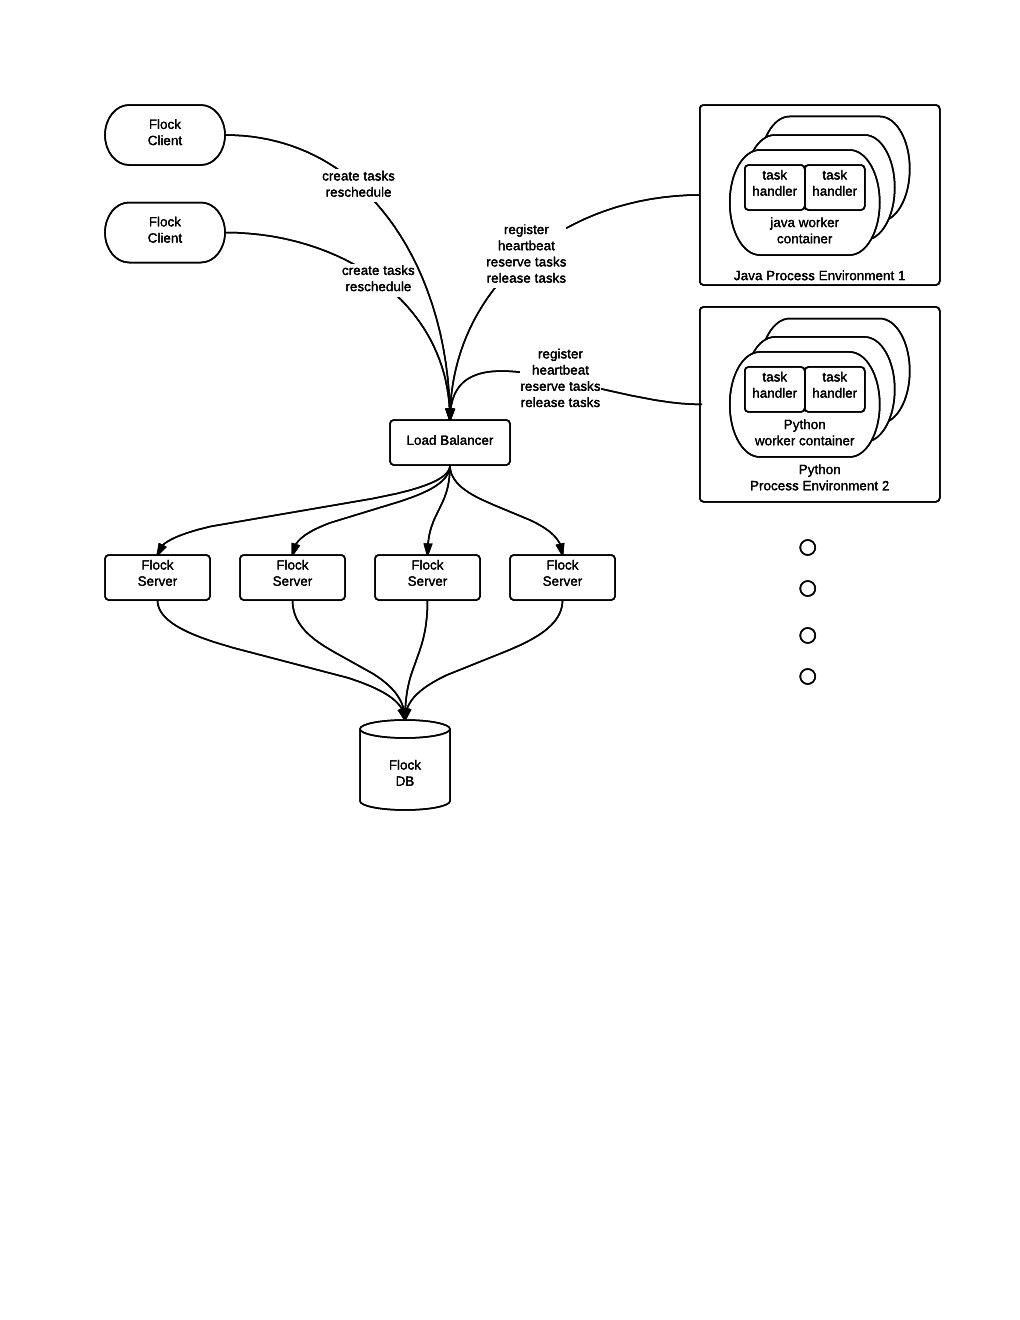 Flock
Client
Flock
Client
create tasks
reschedule
create tasks
reschedule
register
heartbeat
reserve tasks
release tasks
register
heartbeat
reserve tasks
release tasks
task
handler
task
handler
java worker
container
Java Process Environment 1
task
handler
task
handler
Python
worker container
Python
Process Environment 2
Load Balancer
Flock
Server
Flock
Server
Flock
Server
Flock
Server
Flock
DB